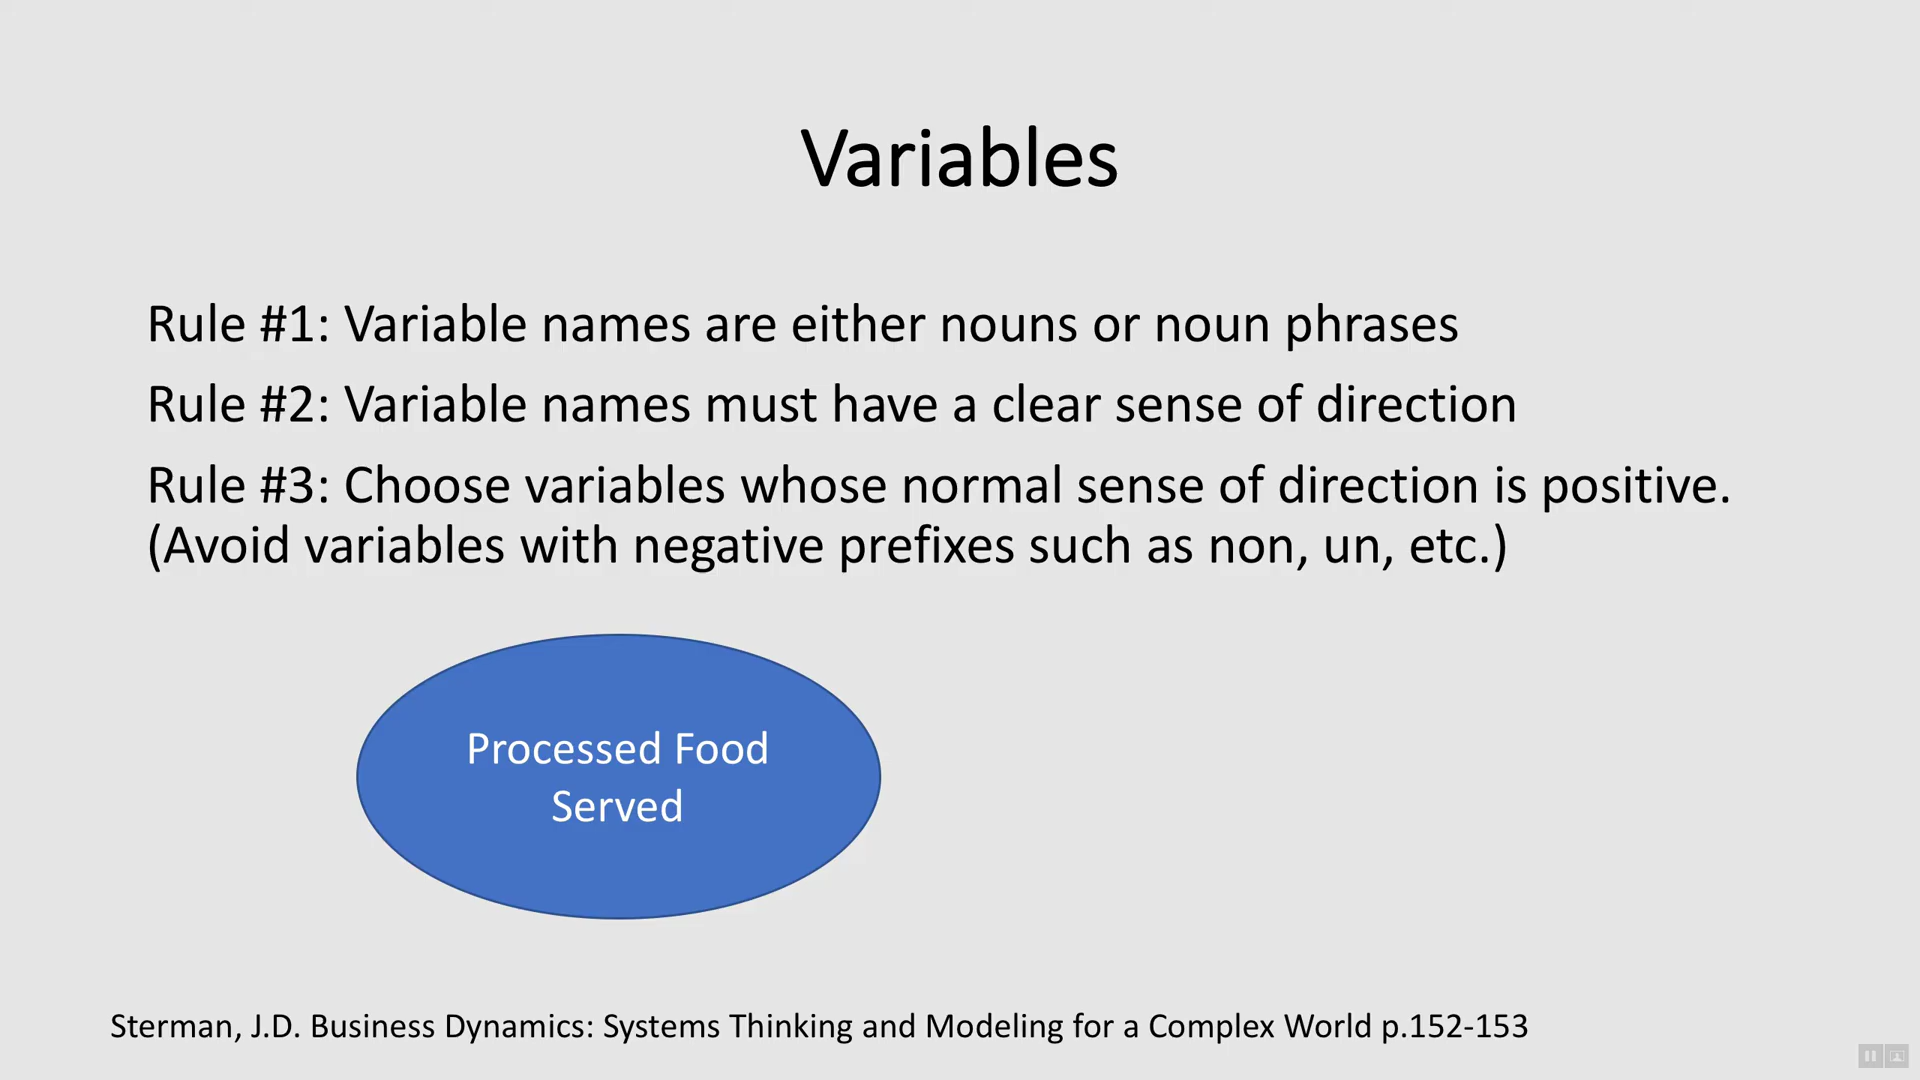 Variables
Rule #1: Variable names are either nouns or noun phrases
Rule #2: Variable names must have a clear sense of direction
Rule #3: Choose variables whose normal sense of direction is positive.
(Avoid variables with negative prefixes such as non, un, etc.)
Processed Food
Served
Sterman, J.D. Business Dynamics: Systems Thinking and Modeling for a Complex World p.152-153